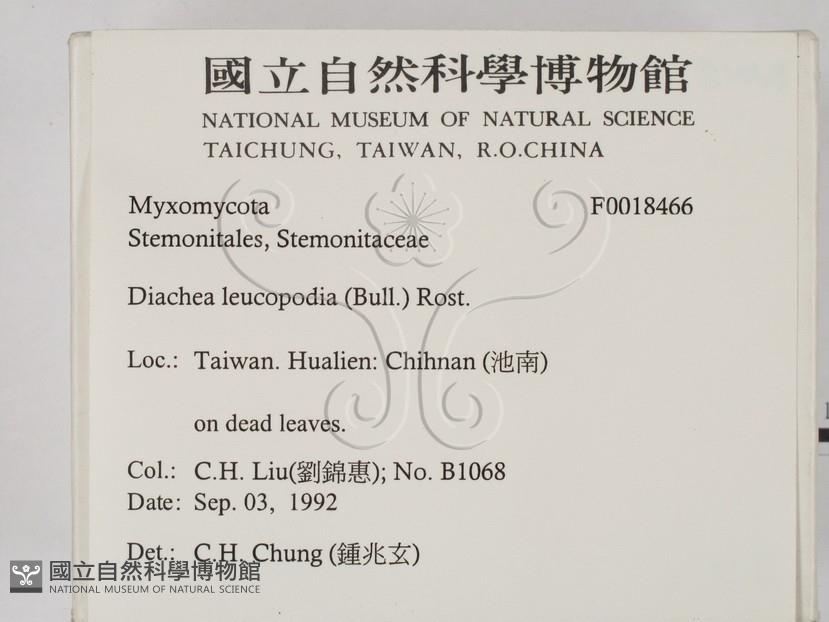 國立自然科學博物館
NATIONAL MUSEUM OF NATURAL SCIENCE
TAICHUNG, TAIWAN, R.O.CHINA
Myxomycota F0018466
Stemonitales, Stemonitaceae
Diachea leucopodia (Bull.) Rost.
Loc.: Taiwan. Hualien: Chihnan (池南)
on dead leaves.
Col.: C.H. Liu(劉錦惠); No. B1068
Date: Sep. 03, 1992
Det.: C.H. Chung (鍾兆玄)
國立自然科學博物館
NATIONAL MUSEUM OF NATURAL SCIENCE